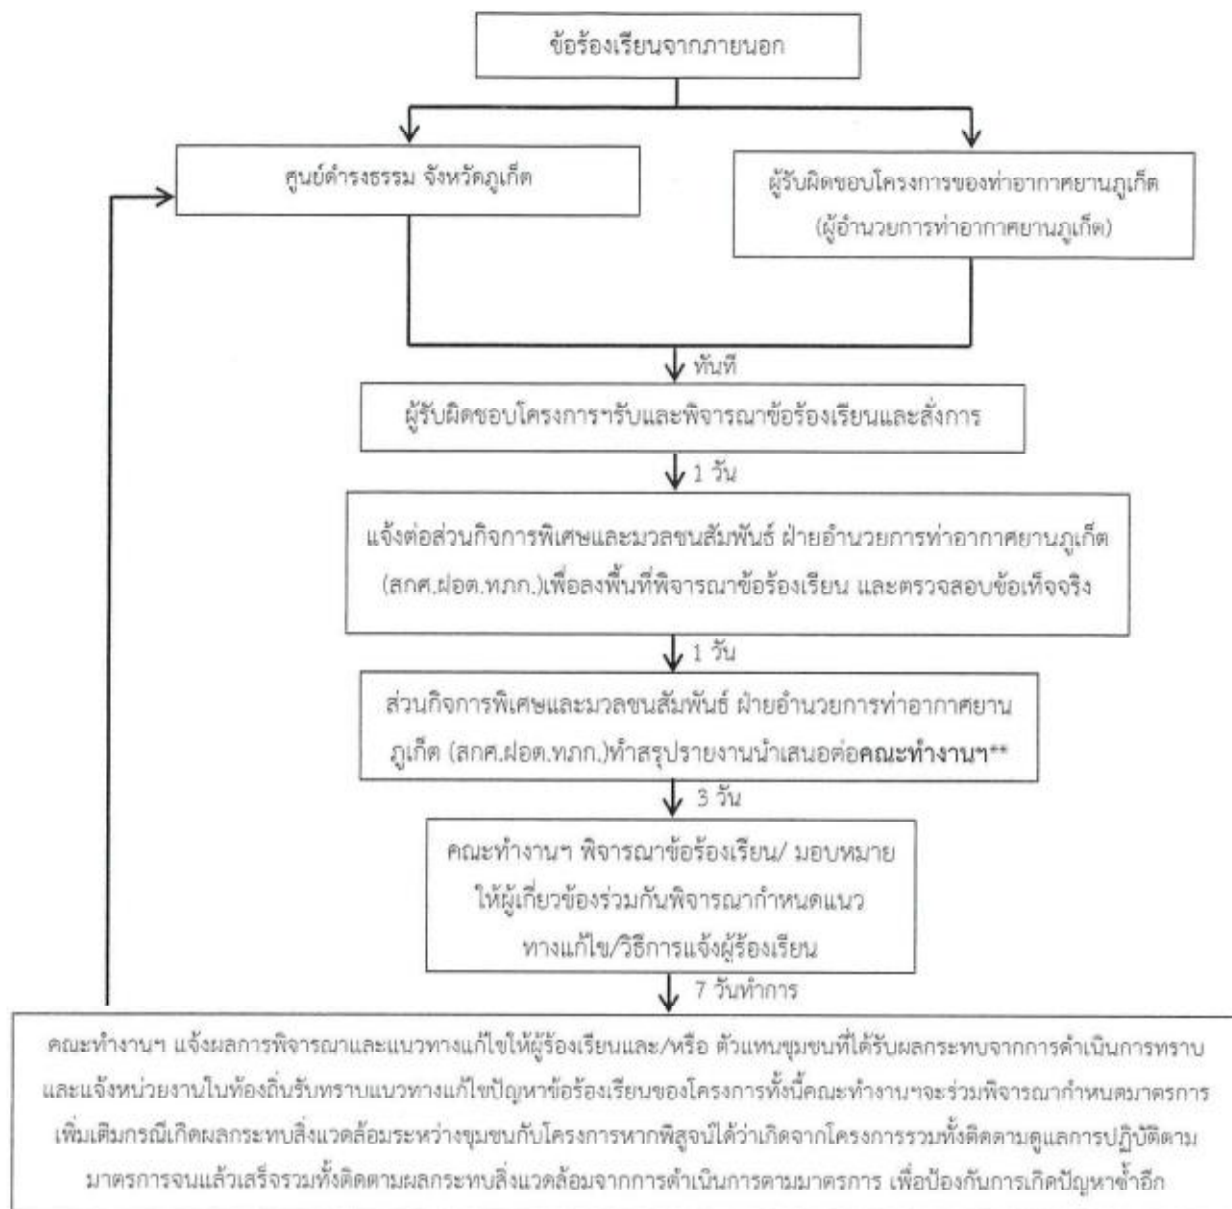 ข้อร้องเรียนจากภายนอก
ศูนย์ดำรงธรรม จังหวัดภูเก็ต
ผู้รับผิดชอบโครงการของท่าอากาศยานภูเก็ต
(ผู้อำนวยการท่าอากาศยานภูเก็ต)
ทันที
ผู้รับผิดชอบโครงการฯรับและพิจารณาข้อร้องเรียนและสั่งการ
1 วัน
แจ้งต่อส่วนกิจการพิเศษและมวลชนสัมพันธ์ ฝ่ายอำนวยการท่าอากาศยานภูเก็ต
(สกศ.ฝอต.ทภก.)เพื่อลงพื้นที่พิจารณาข้อร้องเรียน และตรวจสอบข้อเท็จจริง
1 วัน
ส่วนกิจการพิเศษและมวลชนสัมพันธ์ ฝ่ายอำนวยการท่าอากาศยาน
ภูเก็ต (สกศ.ฝอต.ทภก.)ทำสรุปรายงานนำเสนอต่อคณะทำงานฯ**
3 วัน
คณะทำงานฯ พิจารณาข้อร้องเรียน/ มอบหมาย
ให้ผู้เกี่ยวข้องร่วมกันพิจารณากำหนดแนว
ทางแก้ไข/วิธีการแจ้งผู้ร้องเรียน
7 วันทำการ
คณะทำงานฯ แจ้งผลการพิจารณาและแนวทางแก้ไขให้ผู้ร้องเรียนและ/หรือ ตัวแทนชุมชนที่ได้รับผลกระทบจากการดำเนินการทราบ
และแจ้งหน่วยงานในท้องถิ่นรับทราบแนวทางแก้ไขปัญหาข้อร้องเรียนของโครงการทั้งนี้คณะทำงานฯจะร่วมพิจารณากำหนดมาตรการ
เพิ่มเติมกรณีเกิดผลกระทบสิ่งแวดล้อมระหว่างชุมชนกับโครงการหากพิสูจน์ได้ว่าเกิดจากโครงการรวมทั้งติดตามดูแลการปฏิบัติตาม
มาตรการจนแล้วเสร็จรวมทั้งติดตามผลกระทบสิ่งแวดล้อมจากการดำเนินการตามมาตรการ เพื่อป้องกันการเกิดปัญหาซ้ำอีก